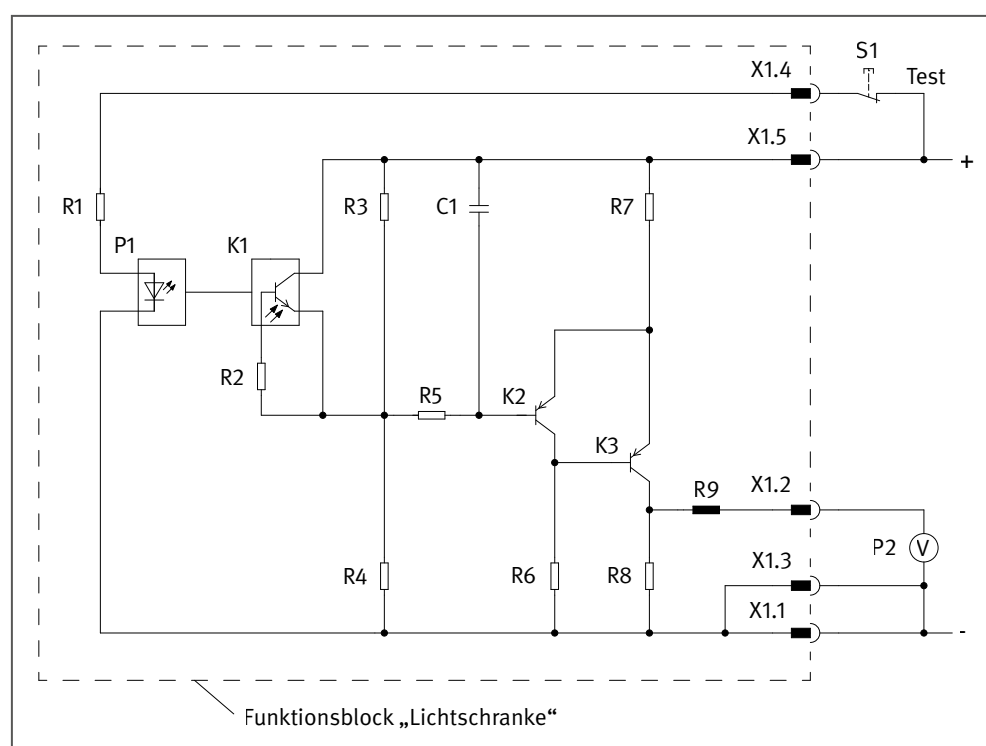 S1
X1.4
Test
X1.5
+
R1
R3
C1
R7
P1
K1
R2
R5
K2
K3
R9
X1.2
P2
V
R4
R6
R8
X1.3
X1.1
-
Funktionsblock „Lichtschranke“